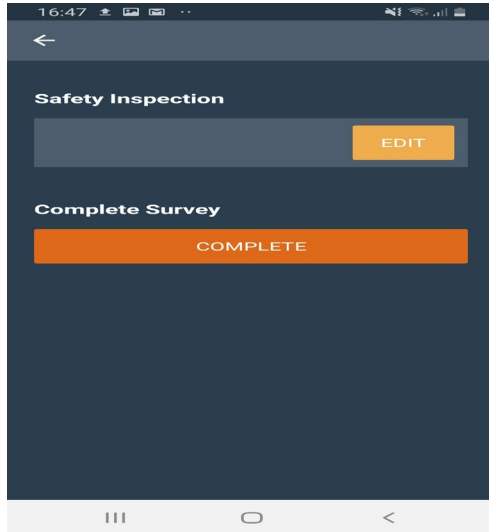 16:47
Safety Inspection
EDIT
Complete Survey
COMPLETE